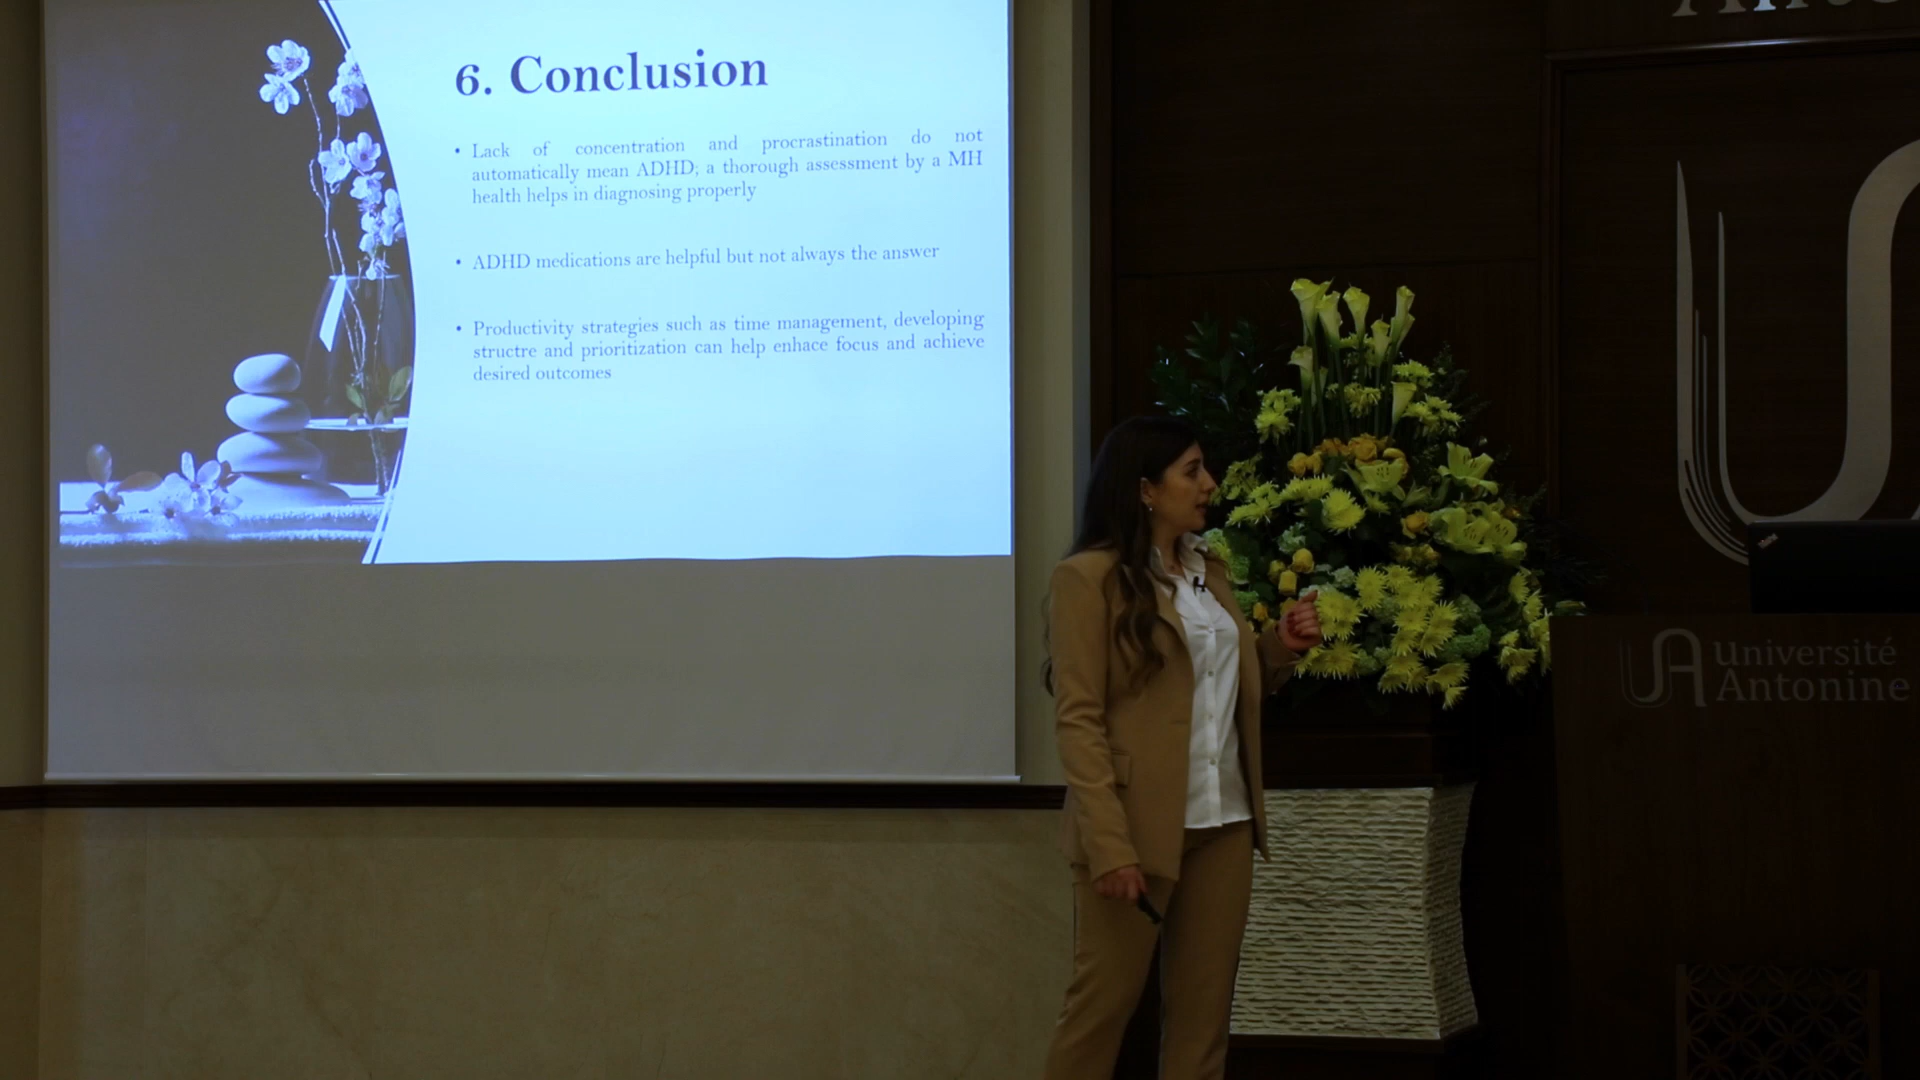 6. Conclusion
• Lack of concentration and procrastination do not
automatically mean ADHD; a thorough assessment by a MH
health helps in diagnosing properly
• ADHD medications are helpful but not always the answer
• Productivity strategies such as time management, developing
structre and prioritization can help enhace focus and achieve
desired outcomes
UA
Université
Antonine